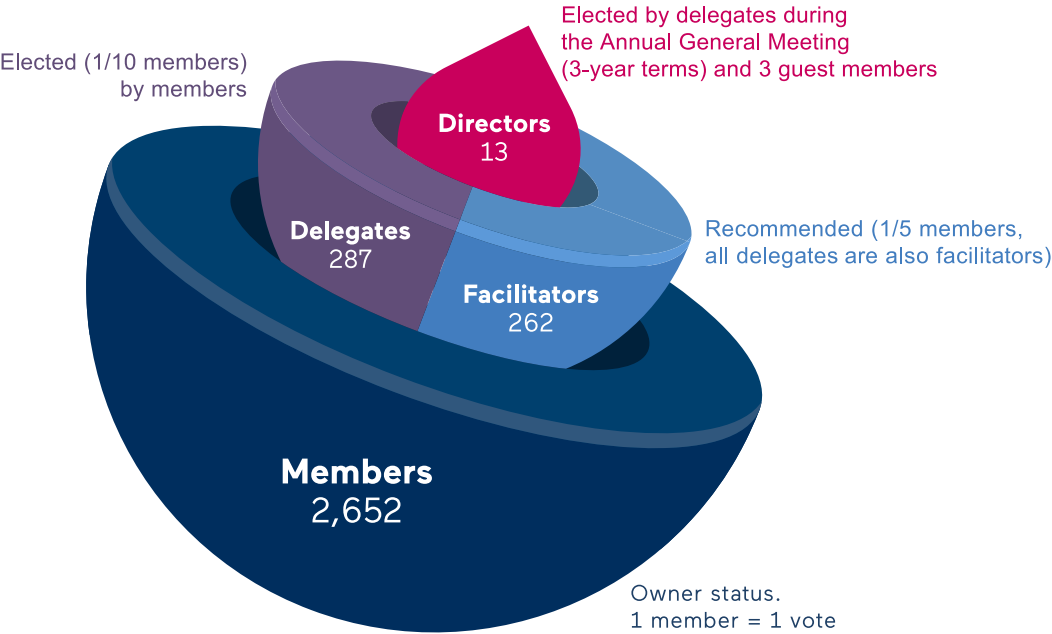 Elected by delegates during
the Annual General Meeting
(3-year terms) and 3 guest members
Elected (1/10 members)
by members
Directors
13
Delegates
287
Recommended (1/5 members,
all delegates are also facilitators)
Facilitators
262
Members
2,652
Owner status.
1 member = 1 vote